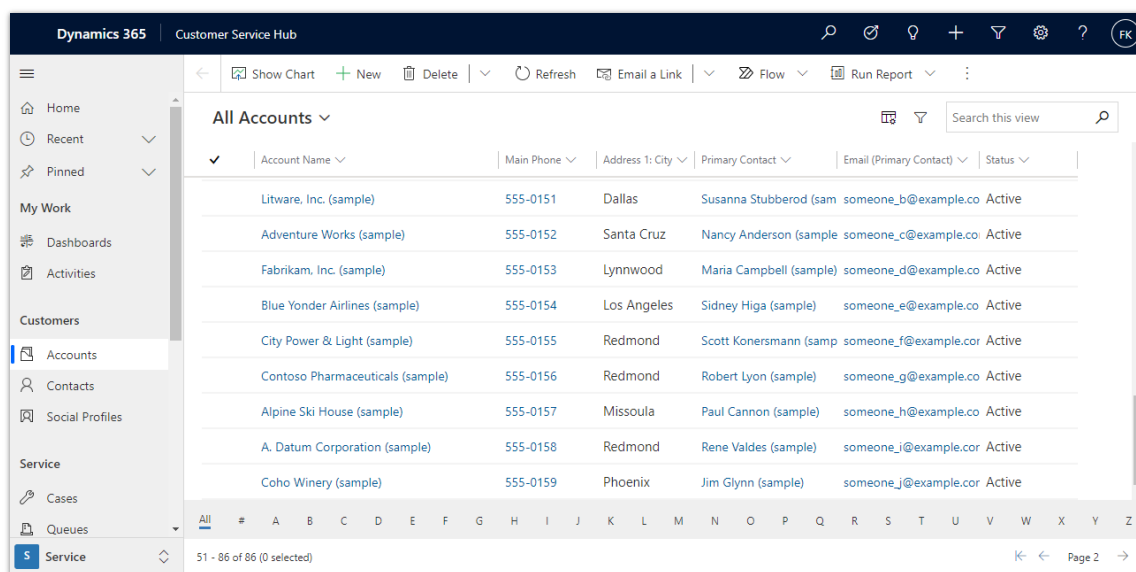 Dynamics 365 Customer Service Hub FK
Show Chart New Delete Refresh Email a Link Flow Run Report
Home
Recent
Pinned
My Work
Dashboards
Activities
Customers
Accounts
Contacts
Social Profiles
Service
Cases
Queues
S Service
All Accounts Search this view
Account Name Main Phone Address 1: City Primary Contact Email (Primary Contact) Status
Litware, Inc. (sample) 555-0151 Dallas Susanna Stubberod (sam someone_b@example.co Active
Adventure Works (sample) 555-0152 Santa Cruz Nancy Anderson (sample someone_c@example.co Active
Fabrikam, Inc. (sample) 555-0153 Lynnwood Maria Campbell (sample) someone_d@example.co Active
Blue Yonder Airlines (sample) 555-0154 Los Angeles Sidney Higa (sample) someone_e@example.co Active
City Power & Light (sample) 555-0155 Redmond Scott Konersmann (samp someone_f@example.cor Active
Contoso Pharmaceuticals (sample) 555-0156 Redmond Robert Lyon (sample) someone_g@example.co Active
Alpine Ski House (sample) 555-0157 Missoula Paul Cannon (sample) someone_h@example.co Active
A. Datum Corporation (sample) 555-0158 Redmond Rene Valdes (sample) someone_i@example.cor Active
Coho Winery (sample) 555-0159 Phoenix Jim Glynn (sample) someone_j@example.cor Active
All # A B C D E F G H I J K L M N O P Q R S T U V W X Y Z
51 - 86 of 86 (0 selected) Page 2